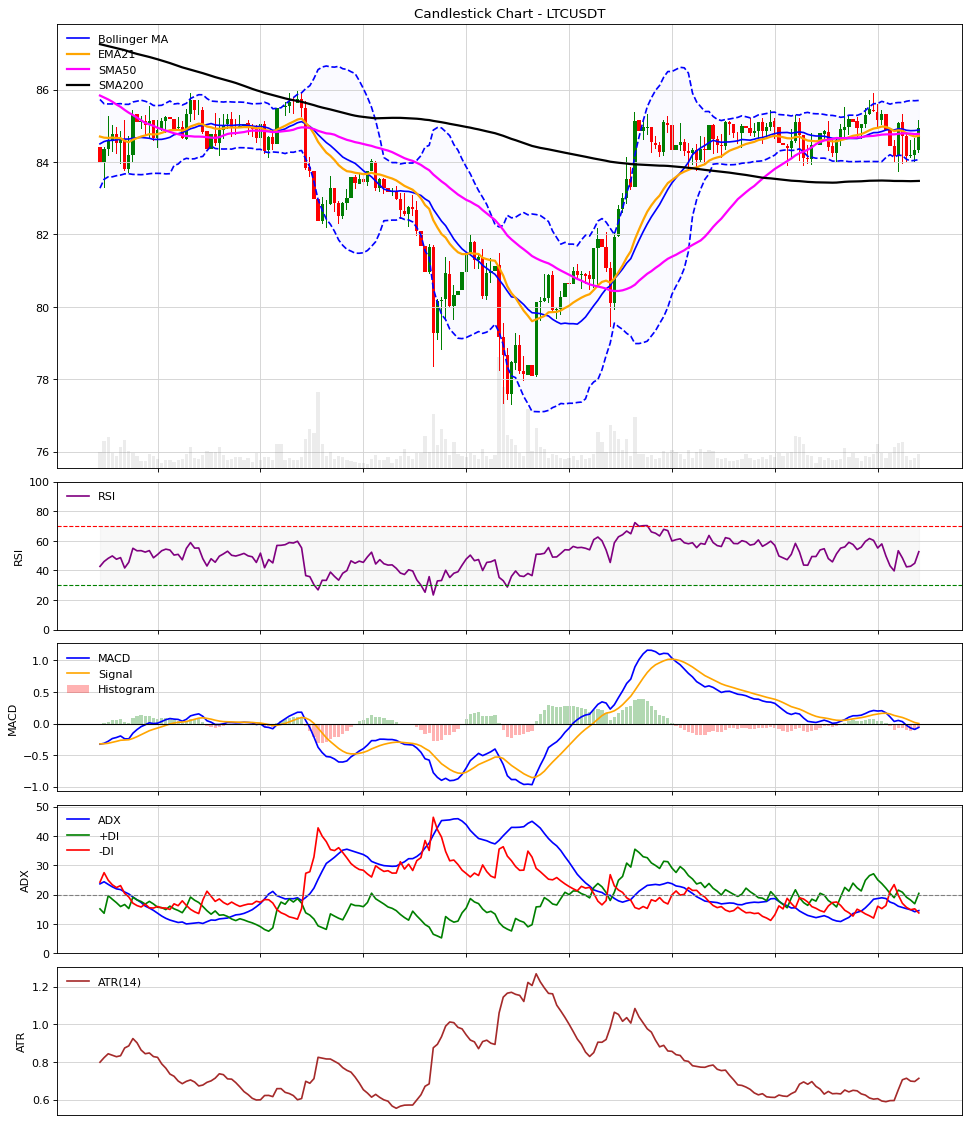 Candlestick Chart - LTCUSDT
Bollinger MA
EMA21
SMA50
SMA200
86
84
82
80
78
76
RSI
100
80
60
40
20
0
RSI
MACD
Signal
Histogram
1.0
0.5
0.0
−0.5
−1.0
MACD
ADX
+DI
-DI
50
40
30
20
10
0
ADX
ATR(14)
1.2
1.0
0.8
0.6
ATR